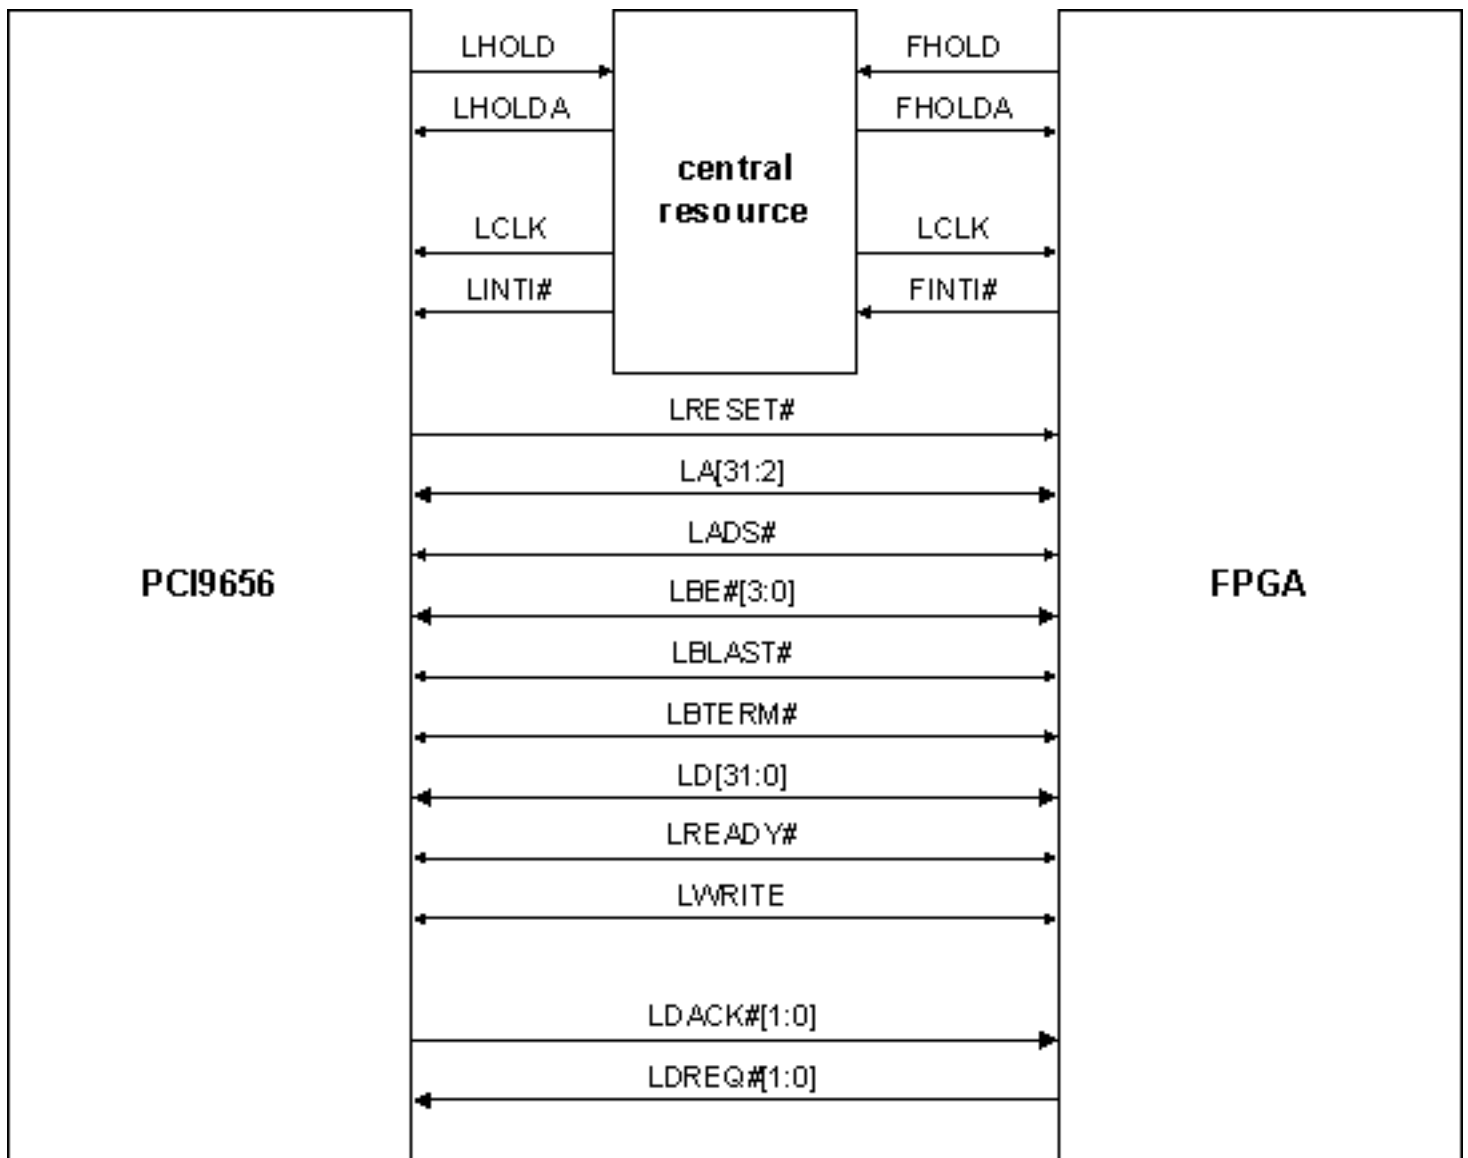 LHOLD
FHOLD
LHOLDA
FHOLDA
central
resource
LCLK
LCLK
LINTI#
FINTI#
LRESET#
LA[31:2]
LADS#
PCI9656
LBE#[3:0]
FPGA
LBLAST#
LBTERM#
LD[31:0]
LREADY#
LWRITE
LDACK#[1:0]
LDREQ#[1:0]